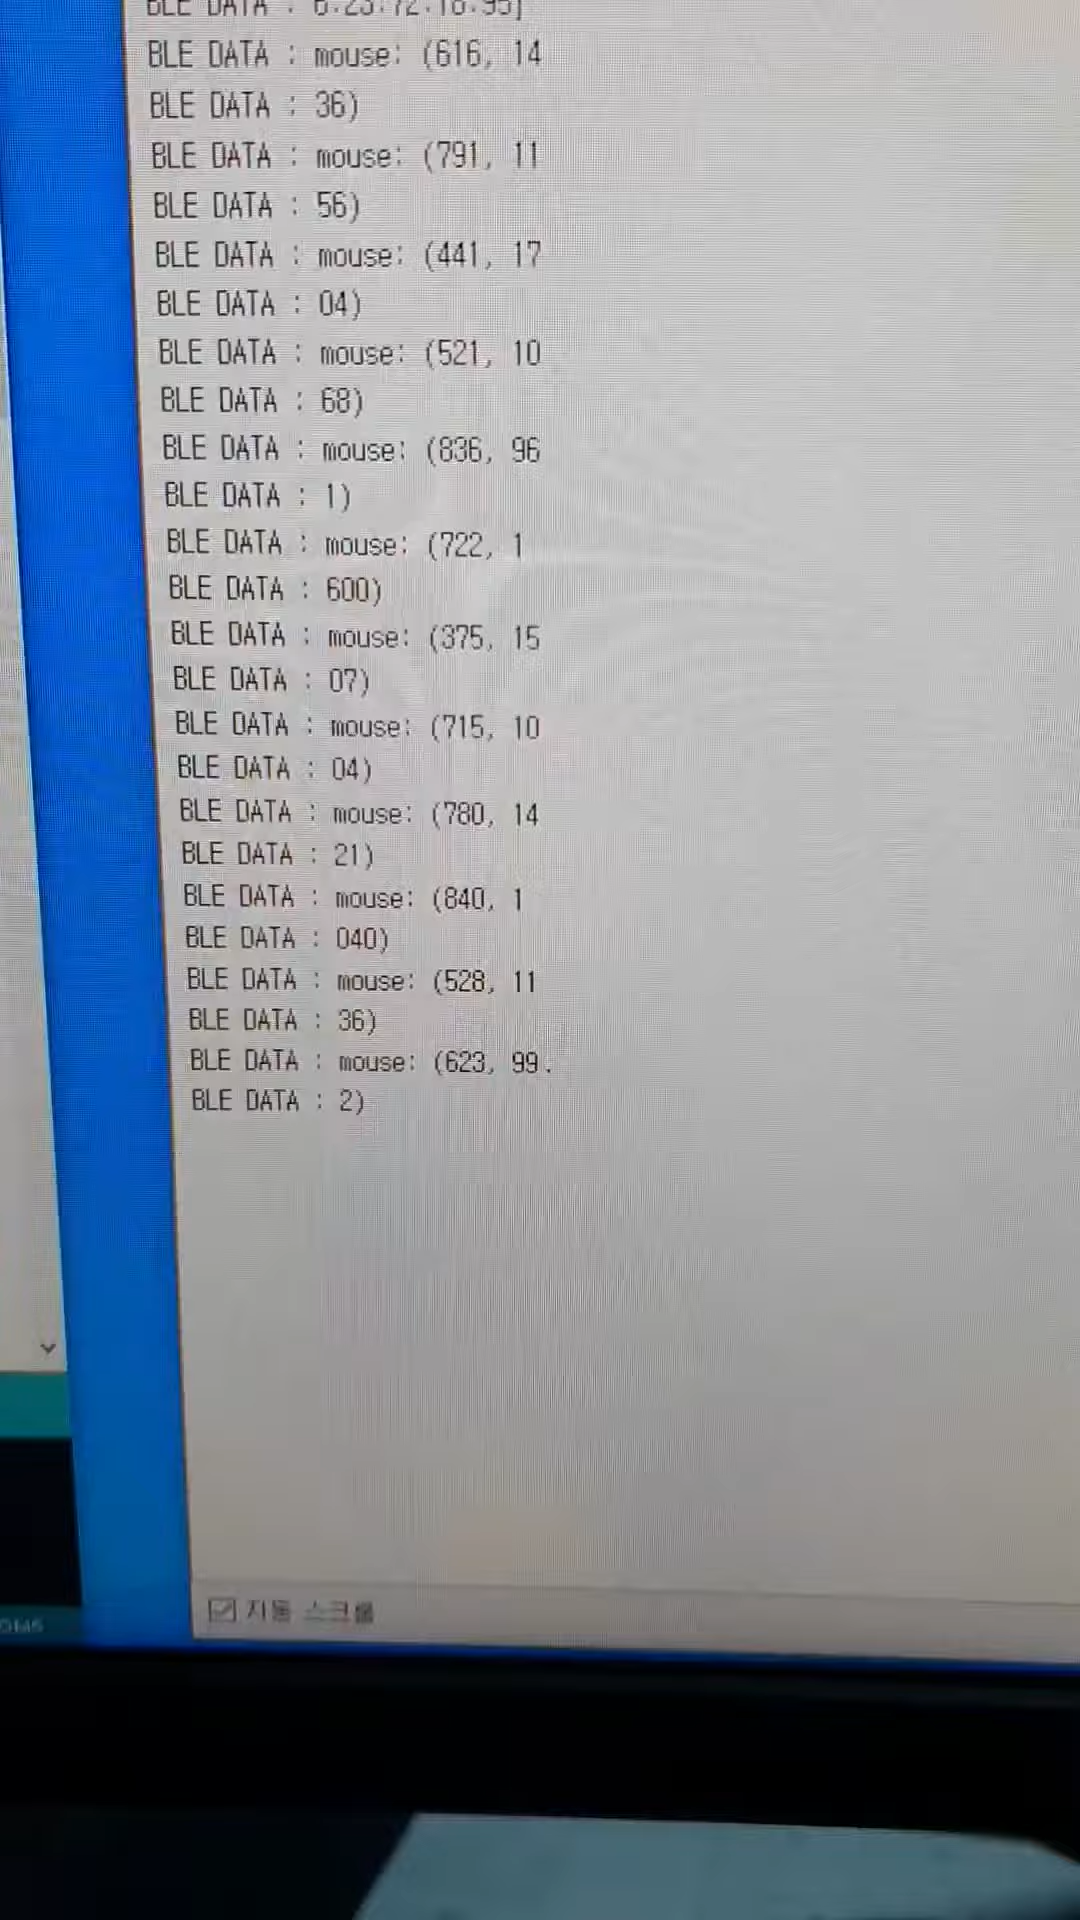 BLE DATA :
BLE DATA : mouse: (616, 14
BLE DATA : 36)
BLE DATA : mouse: (791, 11
BLE DATA : 56)
BLE DATA : mouse: (441, 17
BLE DATA : 04)
BLE DATA : mouse: (521, 10
BLE DATA : 68)
BLE DATA : mouse: (836, 96
BLE DATA : 1)
BLE DATA : mouse: (722, 1
BLE DATA : 600)
BLE DATA : mouse: (375, 15
BLE DATA : 07)
BLE DATA : mouse: (715, 10
BLE DATA : 04)
BLE DATA : mouse: (780, 14
BLE DATA : 21)
BLE DATA : mouse: (840, 1
BLE DATA : 040)
BLE DATA : mouse: (528, 11
BLE DATA : 36)
BLE DATA : mouse: (623, 99.
BLE DATA : 2)
자동 스크롤